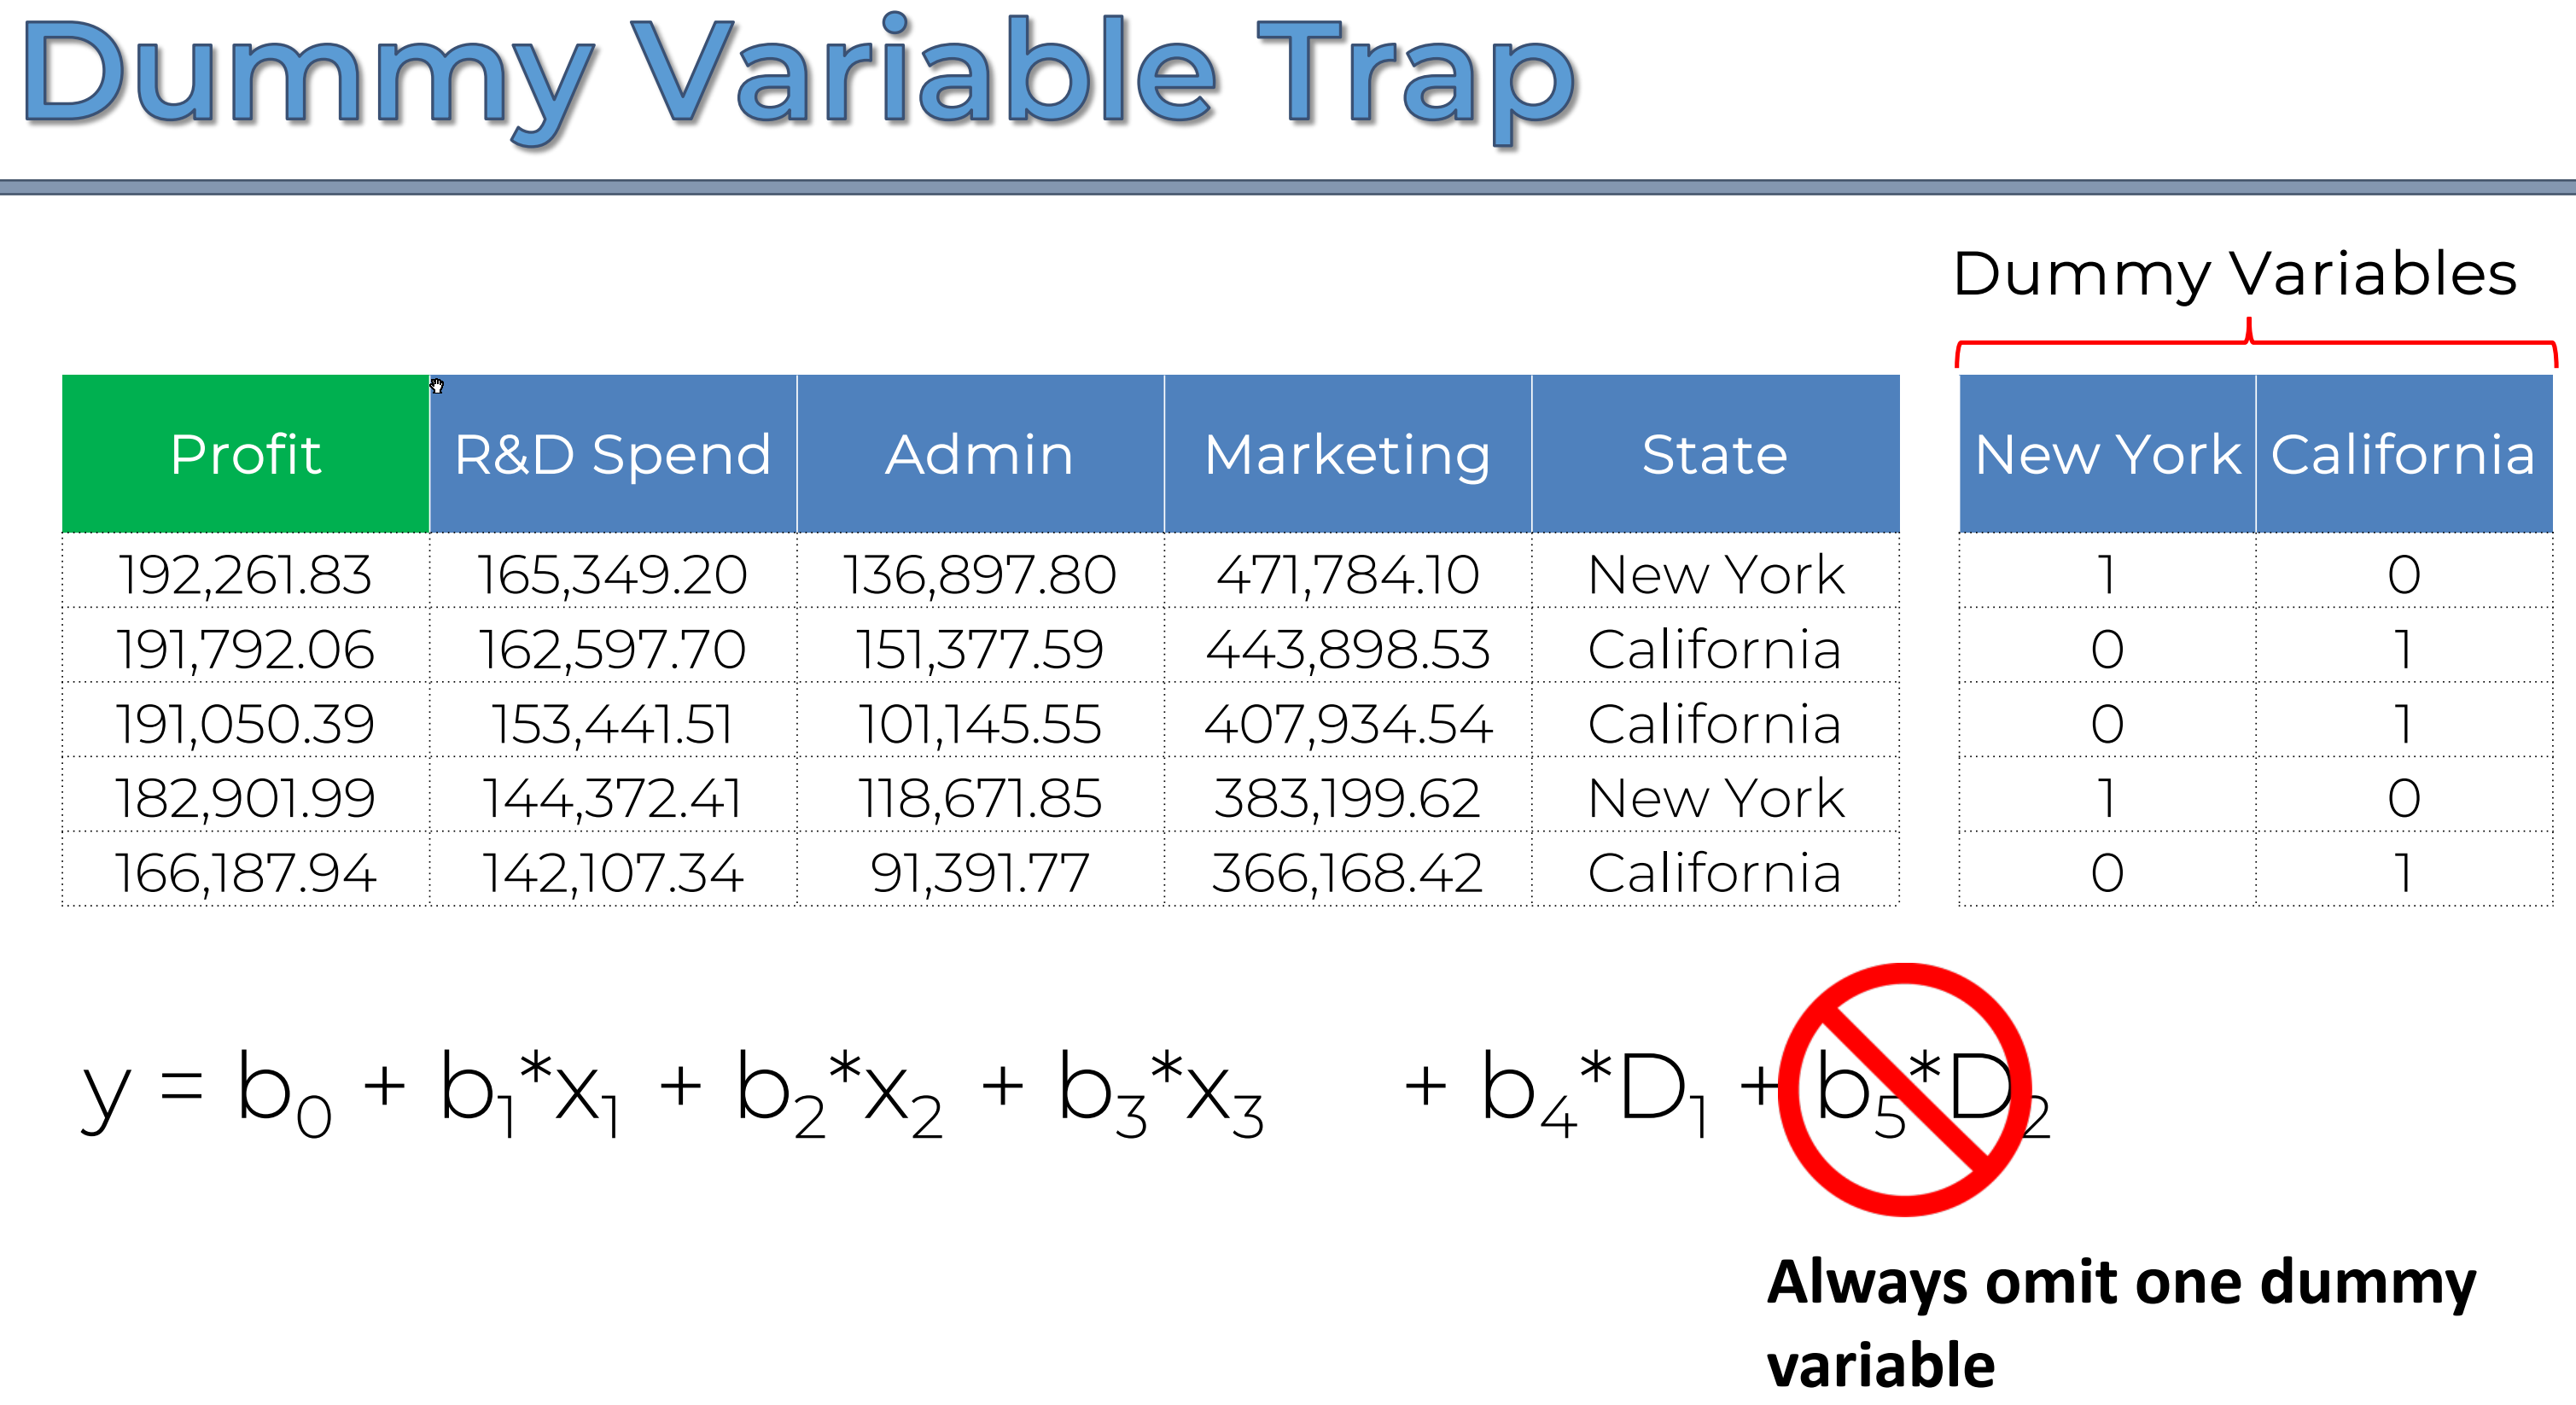 Dummy Variable Trap
Dummy Variables
Profit R&D Spend Admin Marketing State New York California
192,261.83 165,349.20 136,897.80 471,784.10 New York 1 0
191,792.06 162,597.70 151,377.59 443,898.53 California 0 1
191,050.39 153,441.51 101,145.55 407,934.54 California 0 1
182,901.99 144,372.41 118,671.85 383,199.62 New York 1 0
166,187.94 142,107.34 91,391.77 366,168.42 California 0 1
y = b₀ + b₁*x₁ + b₂*x₂ + b₃*x₃ + b₄*D₁ + b₅*D₂
Always omit one dummy
variable